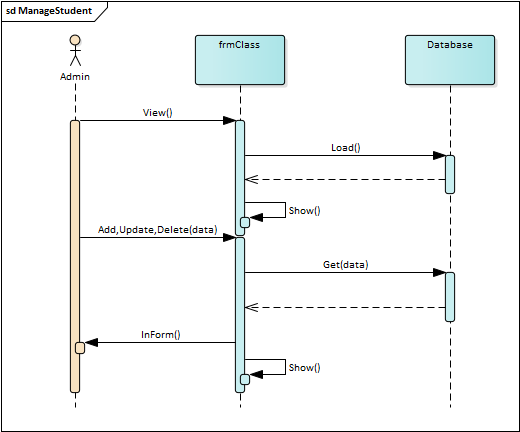 sd ManageStudent
frmClass
Database
Admin
View()
Load()
Show()
Add,Update,Delete(data)
Get(data)
InForm()
Show()